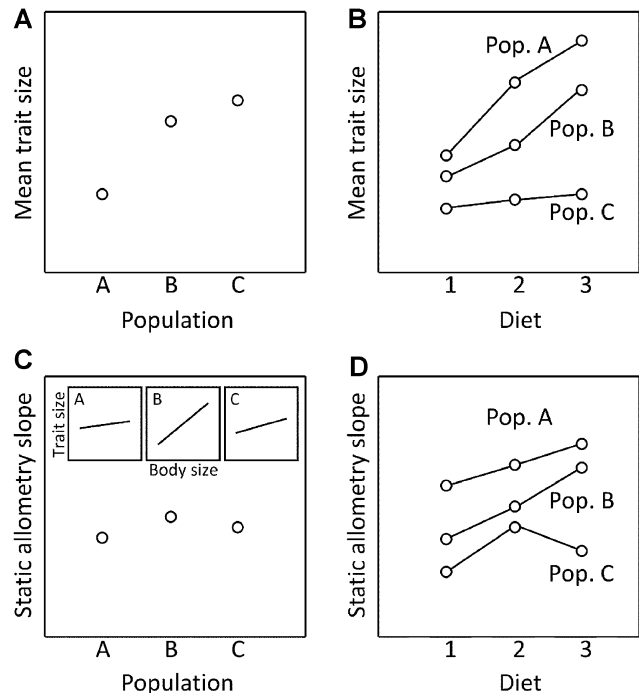 A
Mean trait size
A B C
Population
B
Mean trait size
Pop. A
Pop. B
Pop. C
1 2 3
Diet
C
Static allometry slope
Trait size
A
B
C
Body size
A B C
Population
D
Static allometry slope
Pop. A
Pop. B
Pop. C
1 2 3
Diet